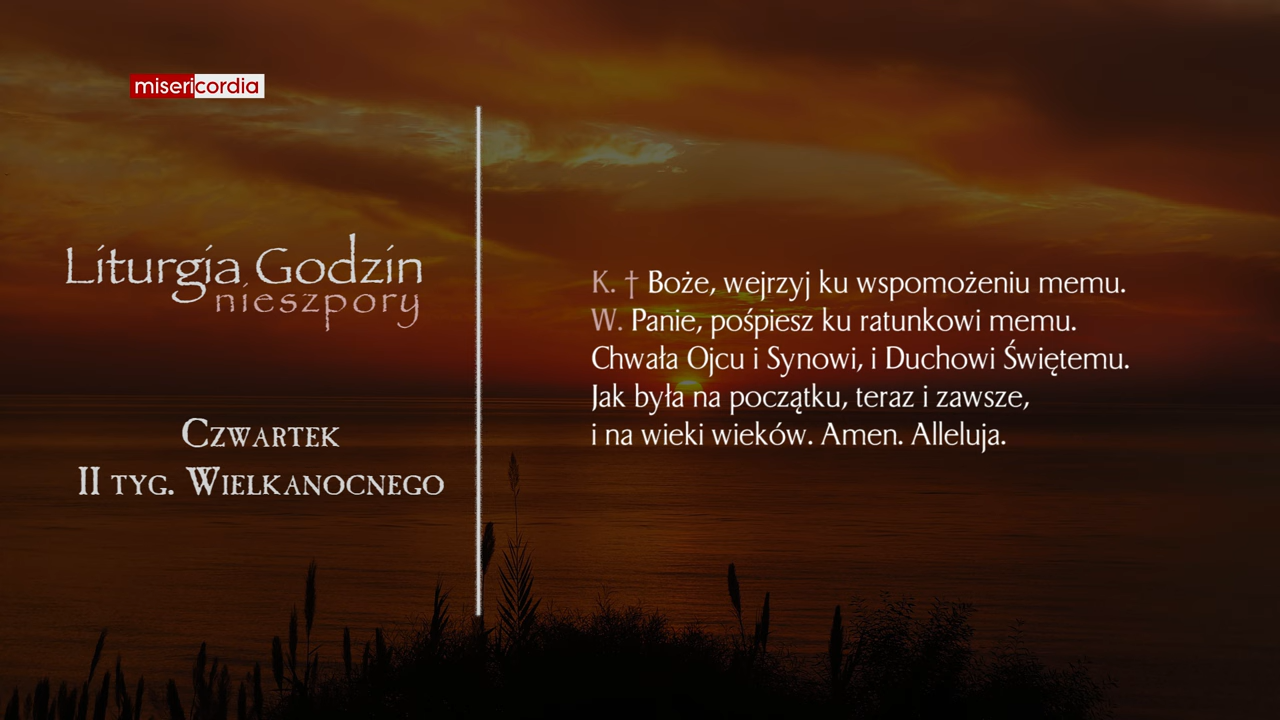 misericordia
Liturgia Godzin
nieszpory
Czwartek
II tyg. Wielkanocnego
K. † Boże, wejrzyj ku wspomożeniu memu.
W. Panie, pośpiesz ku ratunkowi memu.
Chwała Ojcu i Synowi, i Duchowi Świętemu.
Jak była na początku, teraz i zawsze,
i na wieki wieków. Amen. Alleluja.